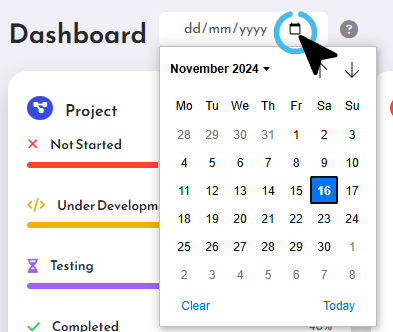 Dashboard dd/mm/yyyy ?
November 2024
Mo Tu We Th Fr Sa Su
28 29 30 31 1 2 3
4 5 6 7 8 9 10
11 12 13 14 15 16 17
18 19 20 21 22 23 24
25 26 27 28 29 30 1
2 3 4 5 6 7 8
Clear Today
Project
Not Started
</> Under Developm
Testing
Completed